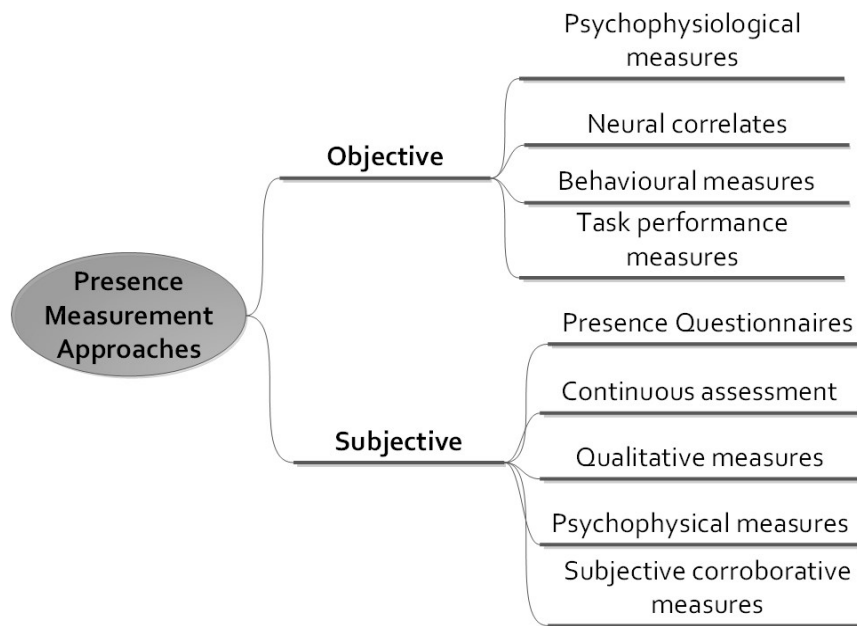 Psychophysiological
measures
Neural correlates
Objective
Behavioural measures
Task performance
measures
Presence
Measurement
Approaches
Presence Questionnaires
Continuous assessment
Subjective
Qualitative measures
Psychophysical measures
Subjective corroborative
measures